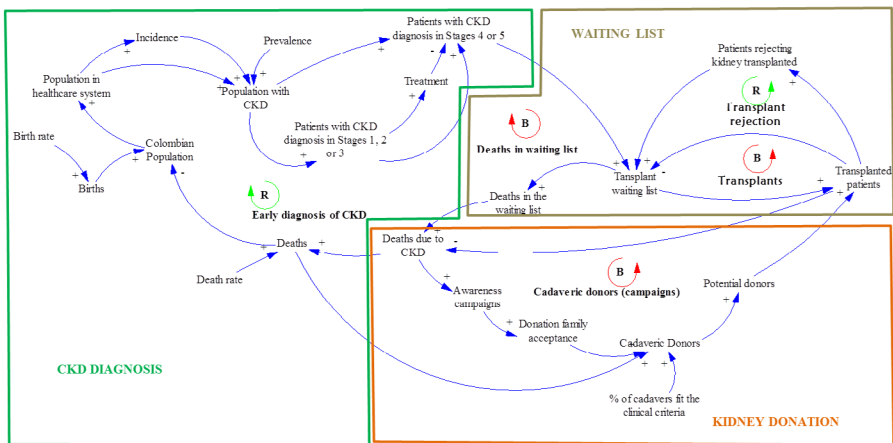 Patients with CKD
diagnosis in Stages 4 or 5
WAITING LIST
Incidence
Prevalence
Patients rejecting
kidney transplanted
Population in
healthcare system
Population with
CKD
Treatment
R
Transplant
rejection
B
Deaths in waiting list
Patients with CKD
diagnosis in Stages 1, 2
or 3
Birth rate
Colombian
Population
Births
B
Transplants
Tansplant
waiting list
Transplanted
patients
R
Early diagnosis of CKD
Deaths in the
waiting list
Deaths
Deaths due to
CKD
Death rate
B
Cadaveric donors (campaigns)
Potential donors
Awareness
campaigns
Donation family
acceptance
Cadaveric Donors
CKD DIAGNOSIS
% of cadavers fit the
clinical criteria
KIDNEY DONATION